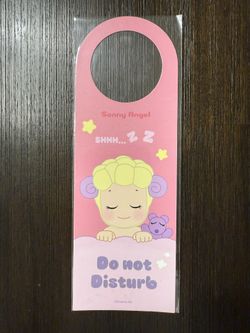 Sonny Angel
SHHH... Z Z
Do not
Disturb